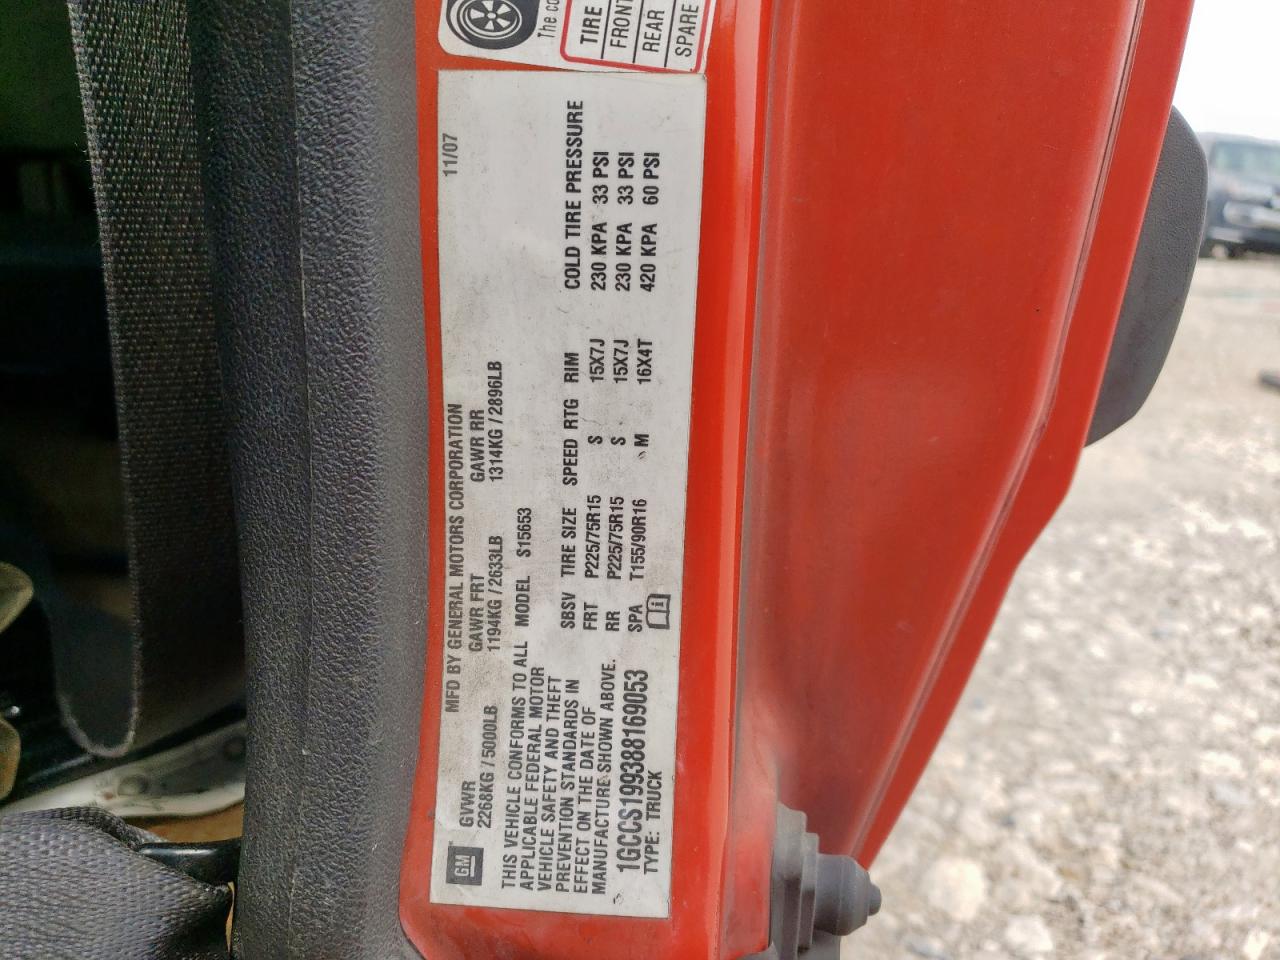 The co
TIRE
FRONT
REAR
SPARE
MFD BY GENERAL MOTORS CORPORATION 11/07
GM
GVWR GAWR FRT GAWR RR
2268KG / 5000LB 1194KG / 2633LB 1314KG / 2896LB
THIS VEHICLE CONFORMS TO ALL
APPLICABLE FEDERAL MOTOR
VEHICLE SAFETY AND THEFT
PREVENTION STANDARDS IN
EFFECT ON THE DATE OF
MANUFACTURE SHOWN ABOVE.
1GCCS199388169053
TYPE: TRUCK
MODEL S15653
SBSV TIRE SIZE SPEED RTG RIM COLD TIRE PRESSURE
FRT P225/75R15 S 15X7J 230 KPA 33 PSI
RR P225/75R15 S 15X7J 230 KPA 33 PSI
SPA T155/90R16 M 16X4T 420 KPA 60 PSI